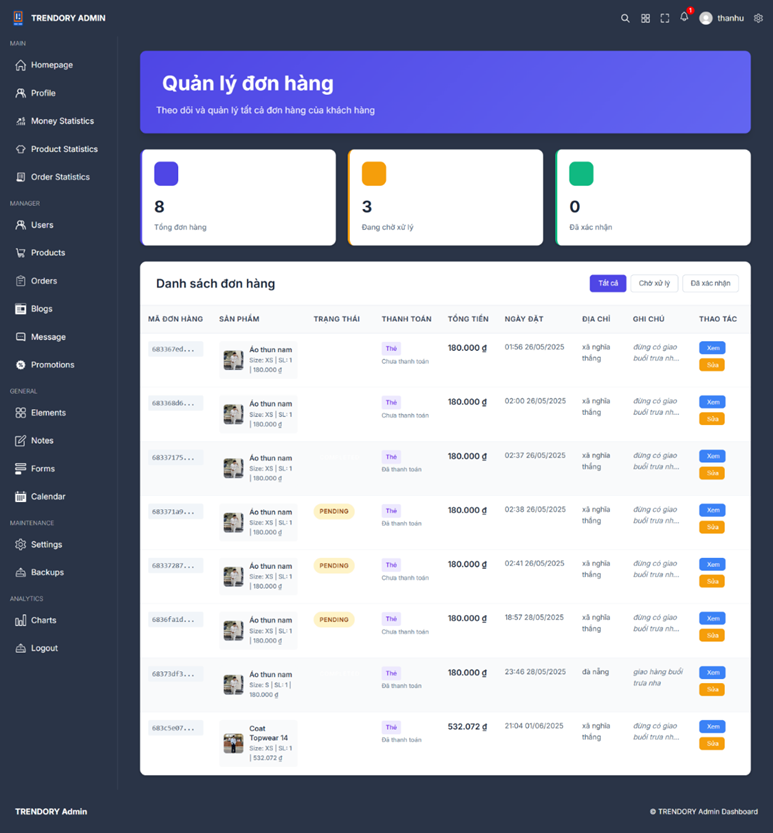 TRENDORY ADMIN
1
thanhu
MAIN
Homepage
Profile
Money Statistics
Product Statistics
Order Statistics
MANAGER
Users
Products
Orders
Blogs
Message
Promotions
GENERAL
Elements
Notes
Forms
Calendar
MAINTENANCE
Settings
Backups
ANALYTICS
Charts
Logout
Quản lý đơn hàng
Theo dõi và quản lý tất cả đơn hàng của khách hàng
8
Tổng đơn hàng
3
Đang chờ xử lý
0
Đã xác nhận
Danh sách đơn hàng
Tất cả Chờ xử lý Đã xác nhận
MÃ ĐƠN HÀNG SẢN PHẨM TRẠNG THÁI THANH TOÁN TỔNG TIỀN NGÀY ĐẶT ĐỊA CHỈ GHI CHÚ THAO TÁC
683367ed... Áo thun nam Thẻ 180.000 ₫ 01:56 26/05/2025 xã nghĩa đừng có giao Xem
Size: XS | SL: 1 Chưa thanh toán thắng buổi trưa nh... Sửa
| 180.000 ₫
683368d6... Áo thun nam Thẻ 180.000 ₫ 02:00 26/05/2025 xã nghĩa đừng có giao Xem
Size: XS | SL: 1 Chưa thanh toán thắng buổi trưa nh... Sửa
| 180.000 ₫
68337175... Áo thun nam Thẻ 180.000 ₫ 02:37 26/05/2025 xã nghĩa đừng có giao Xem
Size: XS | SL: 1 Đã thanh toán thắng buổi trưa nh... Sửa
| 180.000 ₫
683371a9... Áo thun nam PENDING Thẻ 180.000 ₫ 02:38 26/05/2025 xã nghĩa đừng có giao Xem
Size: XS | SL: 1 Đã thanh toán thắng buổi trưa nh... Sửa
| 180.000 ₫
68337287... Áo thun nam PENDING Thẻ 180.000 ₫ 02:41 26/05/2025 xã nghĩa đừng có giao Xem
Size: XS | SL: 1 Chưa thanh toán thắng buổi trưa nh... Sửa
| 180.000 ₫
6836fa1d... Áo thun nam PENDING Thẻ 180.000 ₫ 18:57 28/05/2025 xã nghĩa đừng có giao Xem
Size: XS | SL: 1 Chưa thanh toán thắng buổi trưa nh... Sửa
| 180.000 ₫
68373df3... Áo thun nam Thẻ 180.000 ₫ 23:46 28/05/2025 đà nẵng giao hàng buổi Xem
Size: S | SL: 1 | Đã thanh toán trưa nha Sửa
180.000 ₫
683c5e07... Coat Thẻ 532.072 ₫ 21:04 01/06/2025 xã nghĩa đừng có giao Xem
Topwear 14 Đã thanh toán thắng buổi trưa nh... Sửa
Size: XS | SL: 1
| 532.072 ₫
TRENDORY Admin
© TRENDORY Admin Dashboard